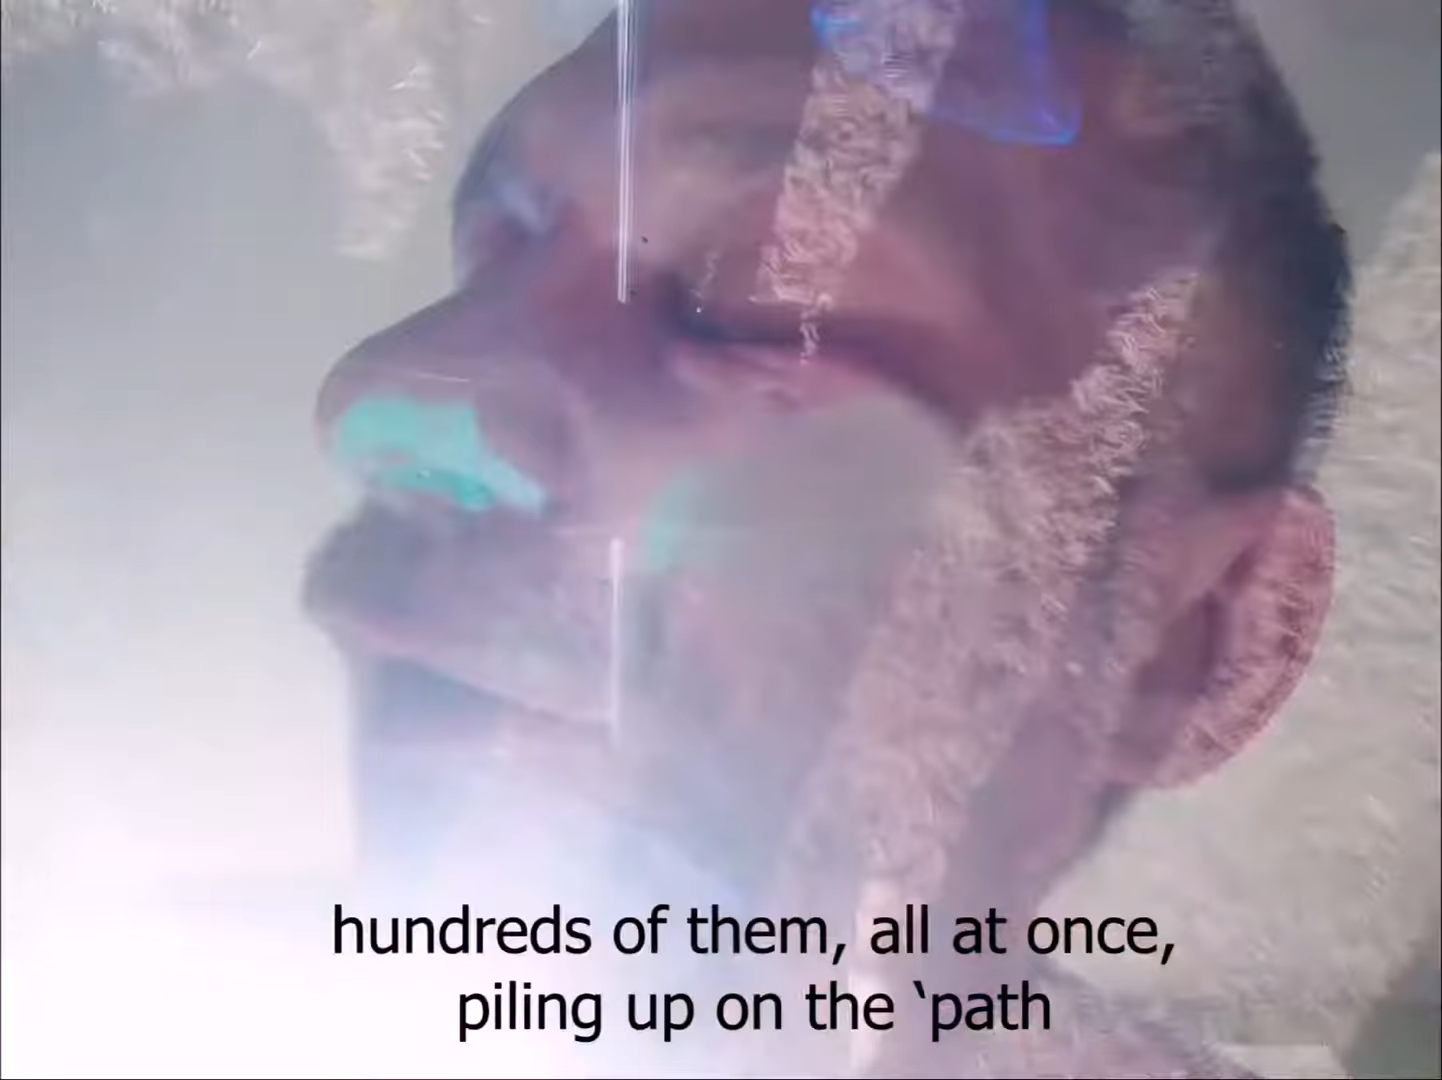 hundreds of them, all at once,
piling up on the ‛path